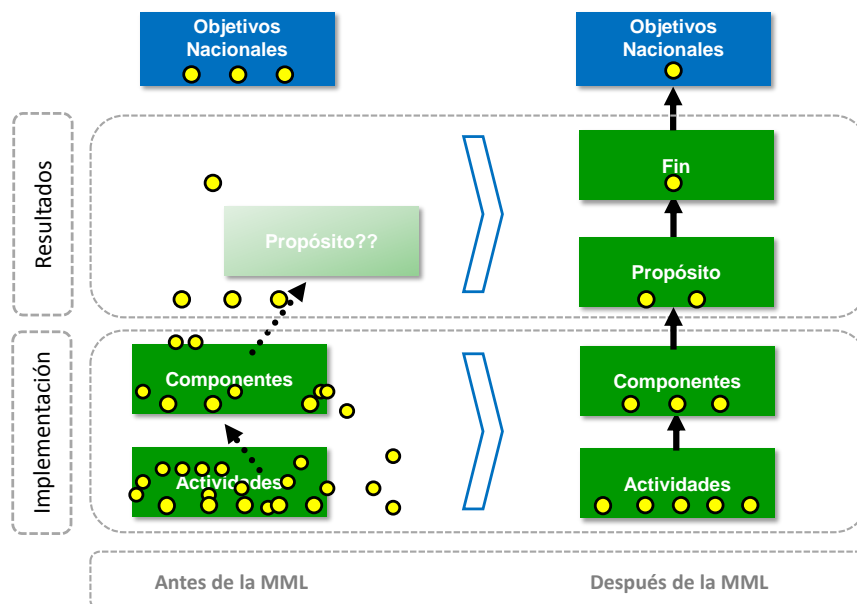 Objetivos
Nacionales
Objetivos
Nacionales
Resultados
Fin
Propósito??
Propósito
Implementación
Componentes
Componentes
Actividades
Actividades
Antes de la MML
Después de la MML